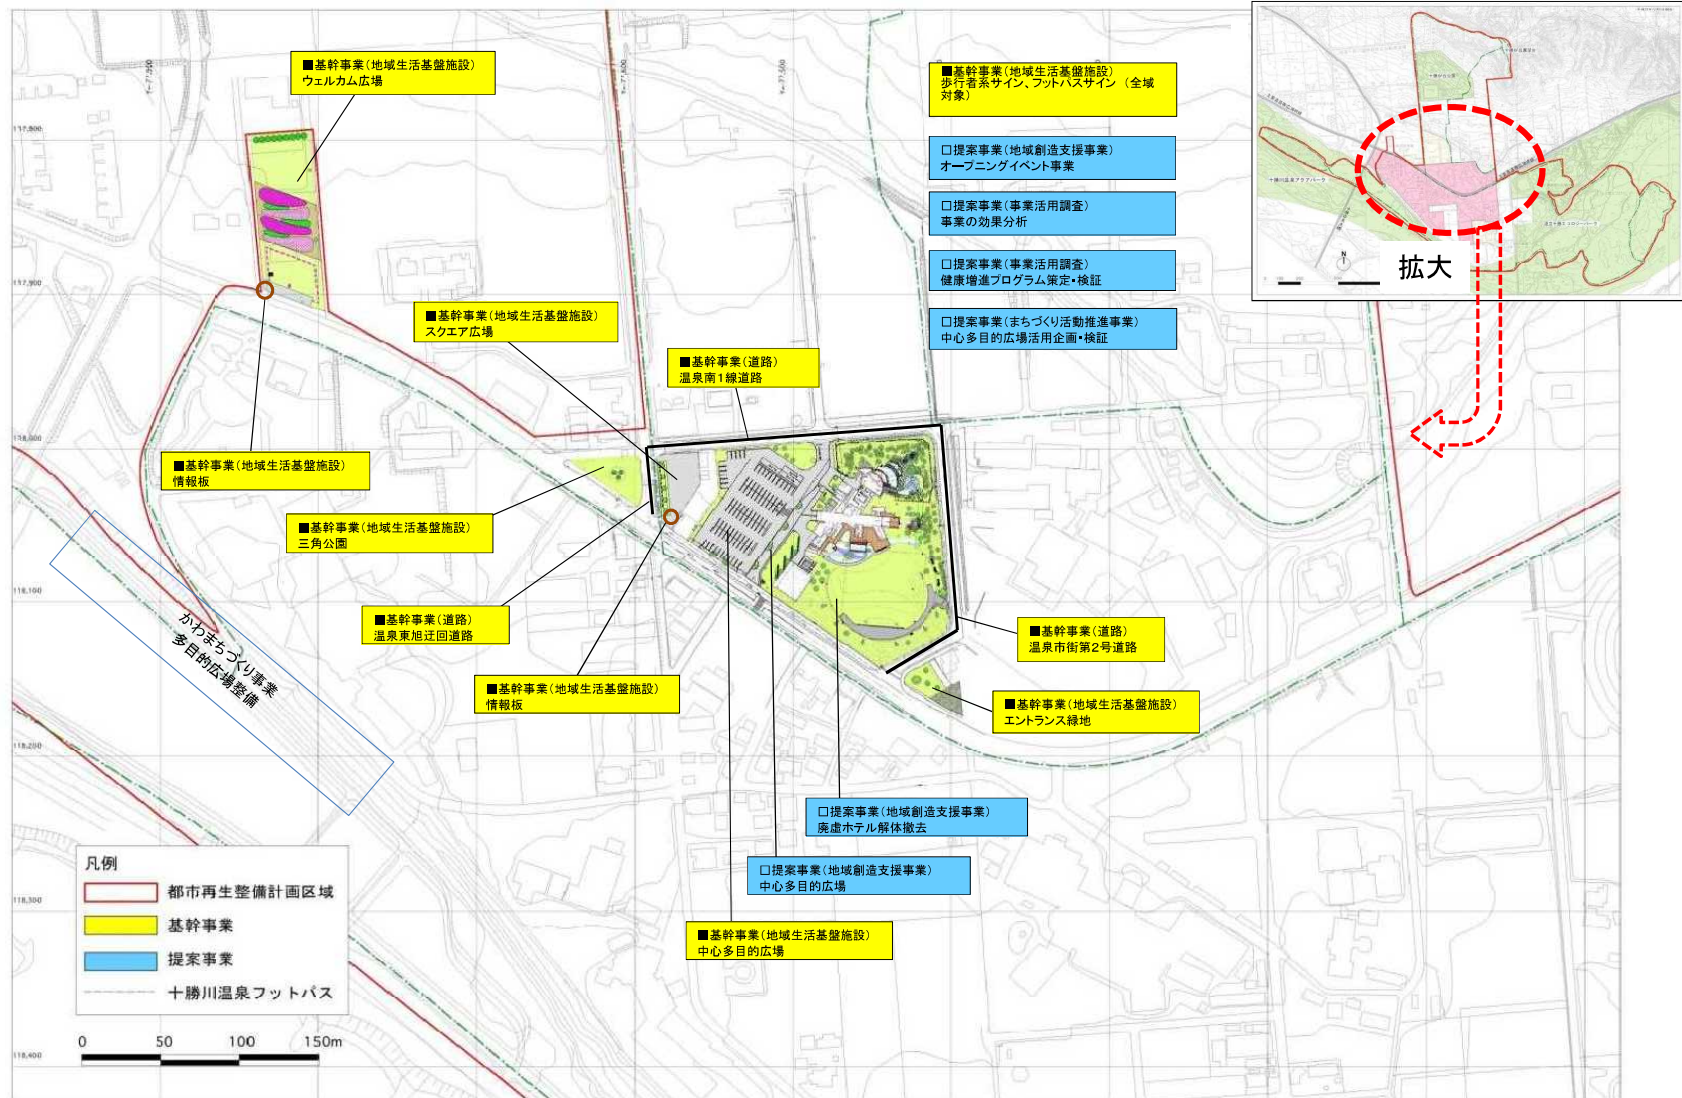 ■基幹事業(地域生活基盤施設)
ウェルカム広場
■基幹事業(地域生活基盤施設)
歩行者系サイン、フットパスサイン (全域
対象)
□提案事業(地域創造支援事業)
オープニングイベント事業
□提案事業(事業活用調査)
事業の効果分析
□提案事業(事業活用調査)
健康増進プログラム策定・検証
□提案事業(まちづくり活動推進事業)
中心多目的広場活用企画・検証
拡大
N
■基幹事業(地域生活基盤施設)
スクエア広場
■基幹事業(道路)
温泉南1線道路
■基幹事業(地域生活基盤施設)
情報板
■基幹事業(地域生活基盤施設)
三角公園
■基幹事業(道路)
温泉東旭迂回道路
■基幹事業(道路)
温泉市街第2号道路
かわまちづくり事業
多目的広場整備
■基幹事業(地域生活基盤施設)
情報板
■基幹事業(地域生活基盤施設)
エントランス緑地
□提案事業(地域創造支援事業)
廃虚ホテル解体撤去
□提案事業(地域創造支援事業)
中心多目的広場
■基幹事業(地域生活基盤施設)
中心多目的広場
凡例
都市再生整備計画区域
基幹事業
提案事業
十勝川温泉フットパス
0 50 100 150m
117,900
118,000
118,100
118,200
118,300
118,400